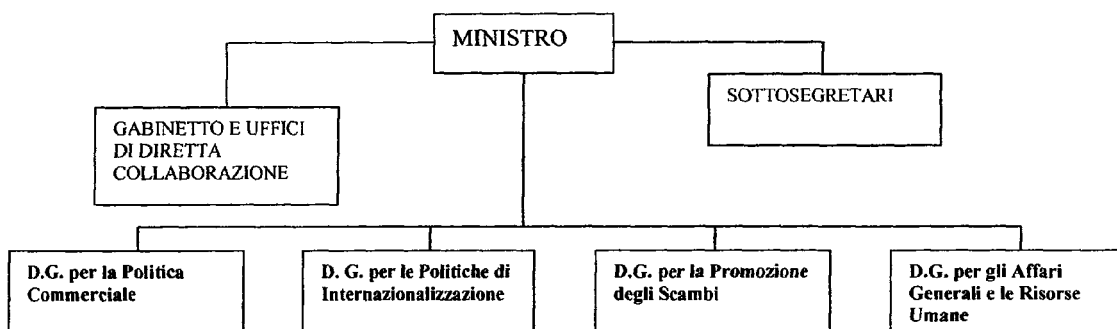 MINISTRO
GABINETTO E UFFICI
DI DIRETTA
COLLABORAZIONE
SOTTOSEGRETARI
D.G. per la Politica
Commerciale
D. G. per le Politiche di
Internazionalizzazione
D.G. per la Promozione
degli Scambi
D.G. per gli Affari
Generali e le Risorse
Umane